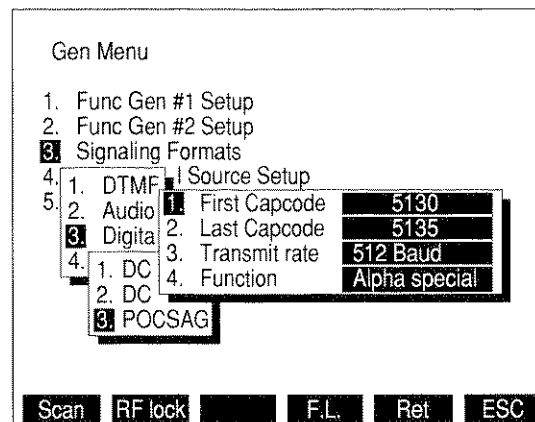 Gen Menu
1. Func Gen #1 Setup
2. Func Gen #2 Setup
3. Signaling Formats
4. l Source Setup
5.
1. DTMF
2. Audio
3. Digita
4.
1. First Capcode 5130
2. Last Capcode 5135
3. Transmit rate 512 Baud
4. Function Alpha special
1. DC
2. DC
3. POCSAG
Scan RF lock F.L. Ret ESC